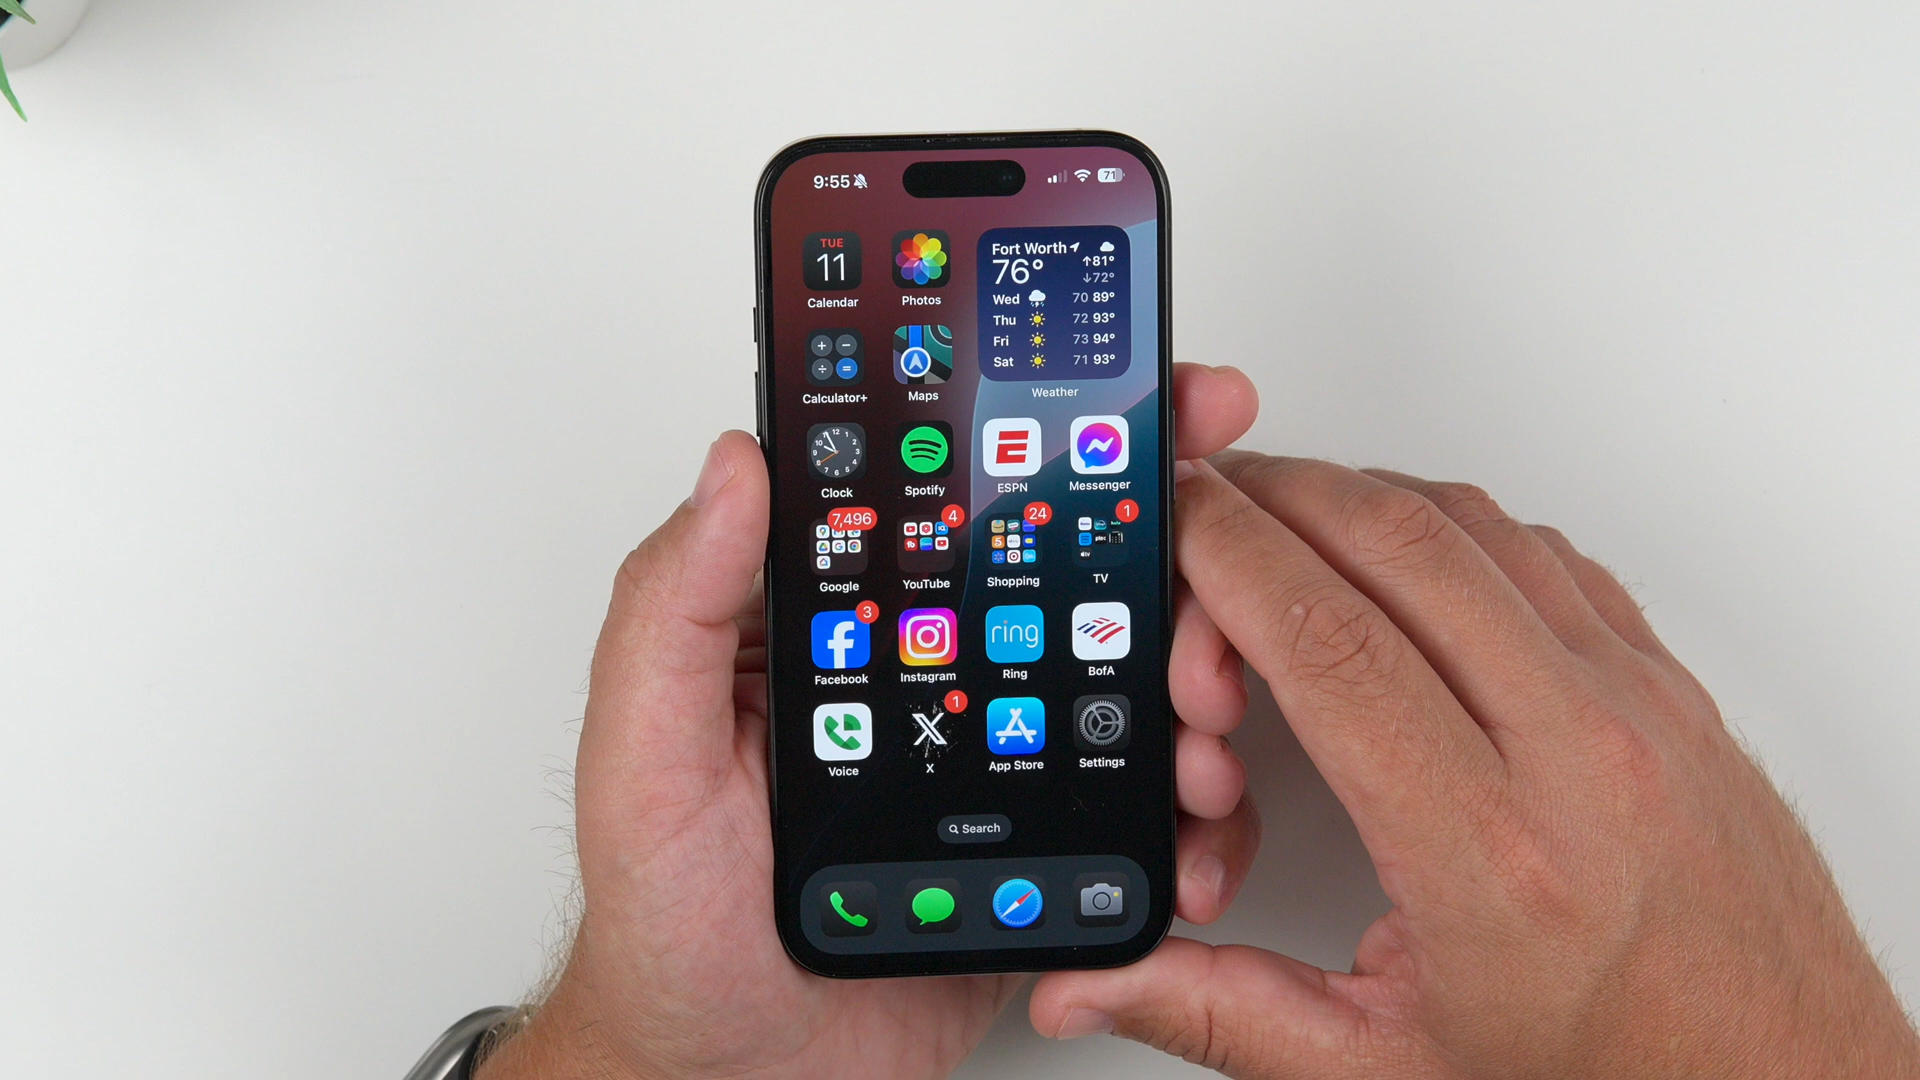 9:55
71
TUE
11
Calendar
Photos
Fort Worth
76°
↑81°
↓72°
Wed 70 89°
Thu 72 93°
Fri 73 94°
Sat 71 93°
Weather
Calculator+
Maps
Clock
Spotify
ESPN
Messenger
7,496
4
24
1
Google
YouTube
Shopping
TV
3
Facebook
Instagram
ring
Ring
BofA
1
Voice
X
App Store
Settings
Search